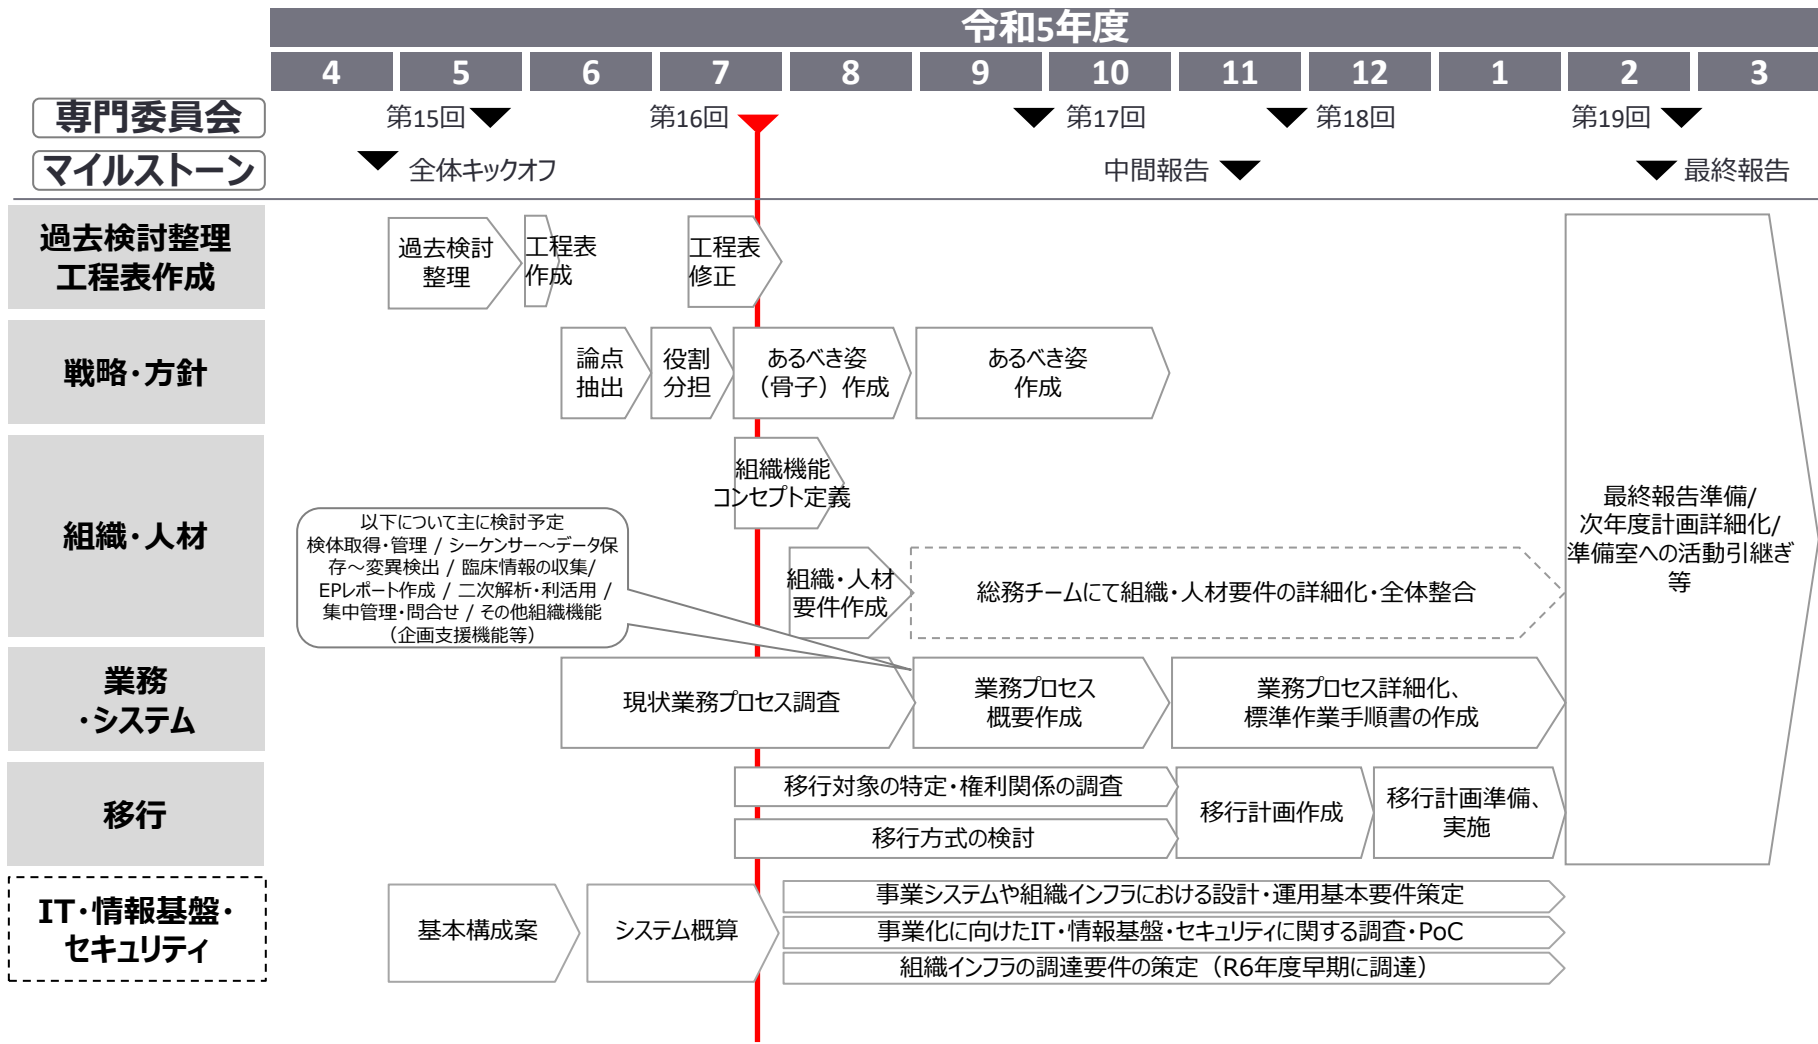 令和5年度
4
5
6
7
8
9
10
11
12
1
2
3
専門委員会
第15回
第16回
第17回
第18回
第19回
マイルストーン
全体キックオフ
中間報告
最終報告
過去検討整理
工程表作成
過去検討
整理
工程表
作成
工程表
修正
戦略・方針
論点
抽出
役割
分担
あるべき姿
（骨子）作成
あるべき姿
作成
組織・人材
組織機能
コンセプト定義
以下について主に検討予定
検体取得・管理 / シーケンサー～データ保
存～変異検出 / 臨床情報の収集/
EPレポート作成 / 二次解析・利活用 /
集中管理・問合せ / その他組織機能
（企画支援機能等）
組織・人材
要件作成
総務チームにて組織・人材要件の詳細化・全体整合
最終報告準備/
次年度計画詳細化/
準備室への活動引継ぎ
等
業務
・システム
現状業務プロセス調査
業務プロセス
概要作成
業務プロセス詳細化、
標準作業手順書の作成
移行
移行対象の特定・権利関係の調査
移行方式の検討
移行計画作成
移行計画準備、
実施
IT・情報基盤・
セキュリティ
基本構成案
システム概算
事業システムや組織インフラにおける設計・運用基本要件策定
事業化に向けたIT・情報基盤・セキュリティに関する調査・PoC
組織インフラの調達要件の策定（R6年度早期に調達）